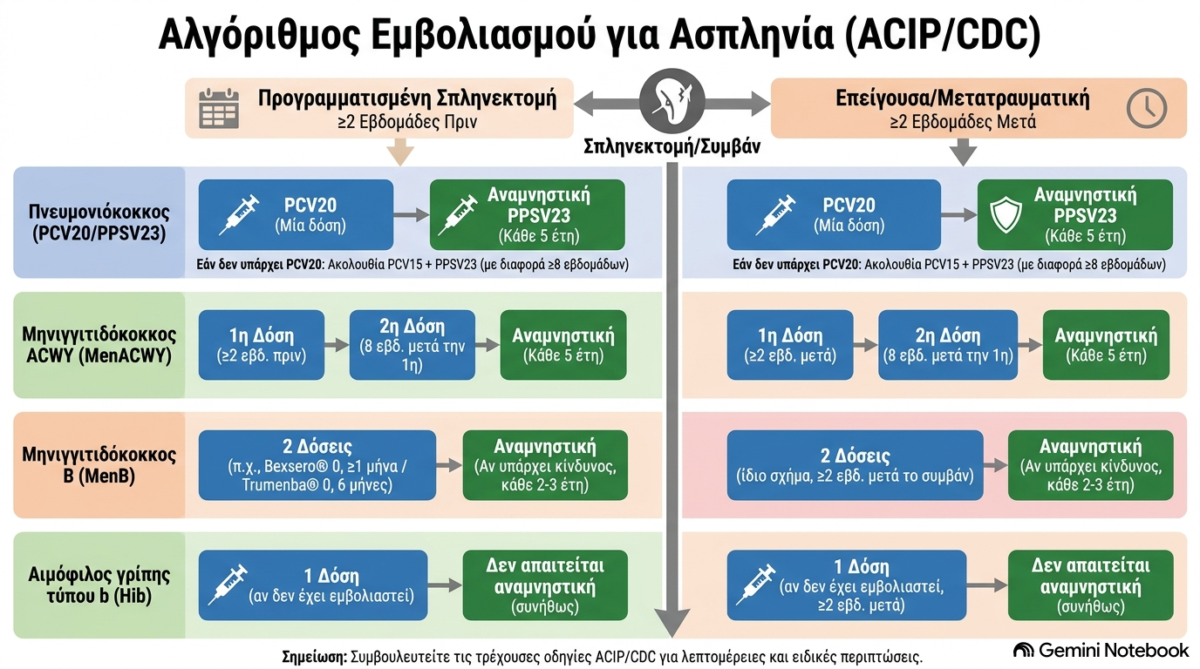 Αλγόριθμος Εμβολιασμού για Ασπληνία (ACIP/CDC)
Προγραμματισμένη Σπληνεκτομή
≥2 Εβδομάδες Πριν
Σπληνεκτομή/Συμβάν
Επείγουσα/Μετατραυματική
≥2 Εβδομάδες Μετά
Πνευμονιόκοκκος
(PCV20/PPSV23)
PCV20
(Μία δόση)
Αναμνηστική
PPSV23
(Κάθε 5 έτη)
Εάν δεν υπάρχει PCV20: Ακολουθία PCV15 + PPSV23 (με διαφορά ≥8 εβδομάδων)
PCV20
(Μία δόση)
Αναμνηστική
PPSV23
(Κάθε 5 έτη)
Εάν δεν υπάρχει PCV20: Ακολουθία PCV15 + PPSV23 (με διαφορά ≥8 εβδομάδων)
Μηνιγγιτιδόκοκκος
ACWY (MenACWY)
1η Δόση
(≥2 εβδ. πριν)
2η Δόση
(8 εβδ. μετά την
1η)
Αναμνηστική
(Κάθε 5 έτη)
1η Δόση
(≥2 εβδ. μετά)
2η Δόση
(8 εβδ. μετά την 1η)
Αναμνηστική
(Κάθε 5 έτη)
Μηνιγγιτιδόκοκκος
B (MenB)
2 Δόσεις
(π.χ., Bexsero® 0, ≥1 μήνα /
Trumenba® 0, 6 μήνες)
Αναμνηστική
(Αν υπάρχει κίνδυνος,
κάθε 2-3 έτη)
2 Δόσεις
(ίδιο σχήμα, ≥2 εβδ. μετά το συμβάν)
Αναμνηστική
(Αν υπάρχει κίνδυνος,
κάθε 2-3 έτη)
Αιμόφιλος γρίπης
τύπου b (Hib)
1 Δόση
(αν δεν έχει εμβολιαστεί)
Δεν απαιτείται
αναμνηστική
(συνήθως)
1 Δόση
(αν δεν έχει εμβολιαστεί,
≥2 εβδ. μετά)
Δεν απαιτείται
αναμνηστική
(συνήθως)
Σημείωση: Συμβουλευτείτε τις τρέχουσες οδηγίες ACIP/CDC για λεπτομέρειες και ειδικές περιπτώσεις.
Gemini Notebook